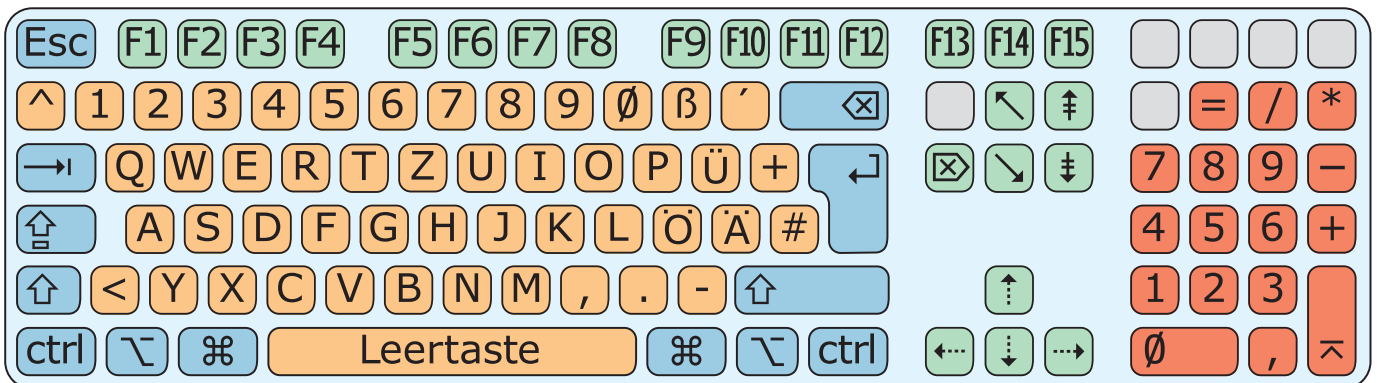 Esc F1 F2 F3 F4 F5 F6 F7 F8 F9 F10 F11 F12 F13 F14 F15
^ 1 2 3 4 5 6 7 8 9 Ø ß ´ ⌫ ↖ ⇞ = / *
⇥ Q W E R T Z U I O P Ü + ↵ ⌦ ↘ ⇟ 7 8 9 −
⇪ A S D F G H J K L Ö Ä # 4 5 6 +
⇧ < Y X C V B N M , . - ⇧ ⇡ 1 2 3 ⌅
ctrl ⌥ ⌘ Leertaste ⌘ ⌥ ctrl ⇠ ⇣ ⇢ Ø ,